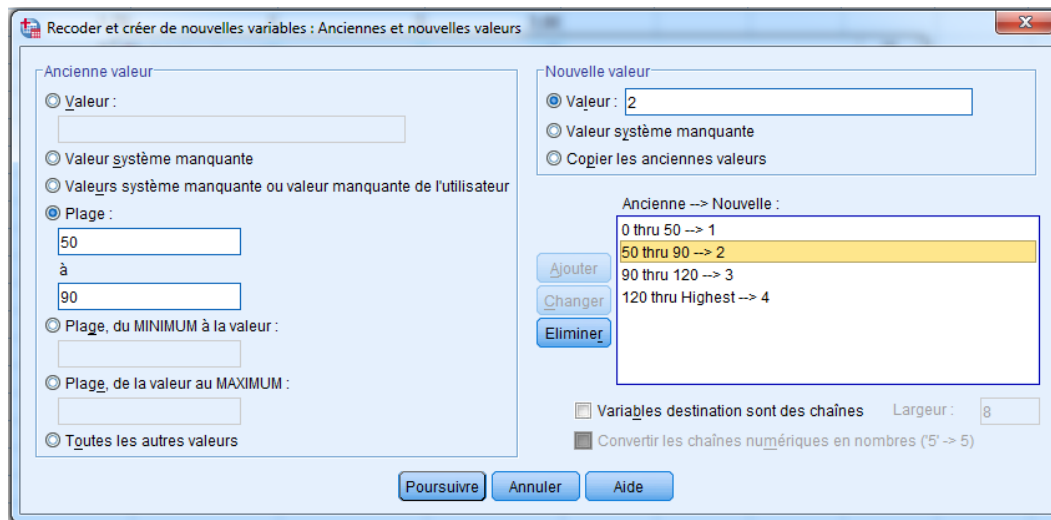 Recoder et créer de nouvelles variables : Anciennes et nouvelles valeurs
Ancienne valeur
Valeur :
Valeur système manquante
Valeurs système manquante ou valeur manquante de l'utilisateur
Plage :
50
à
90
Plage, du MINIMUM à la valeur :
Plage, de la valeur au MAXIMUM :
Toutes les autres valeurs
Nouvelle valeur
Valeur : 2
Valeur système manquante
Copier les anciennes valeurs
Ancienne --> Nouvelle :
0 thru 50 --> 1
50 thru 90 --> 2
90 thru 120 --> 3
120 thru Highest --> 4
Ajouter
Changer
Eliminer
Variables destination sont des chaînes Largeur : 8
Convertir les chaînes numériques en nombres ('5' -> 5)
Poursuivre Annuler Aide